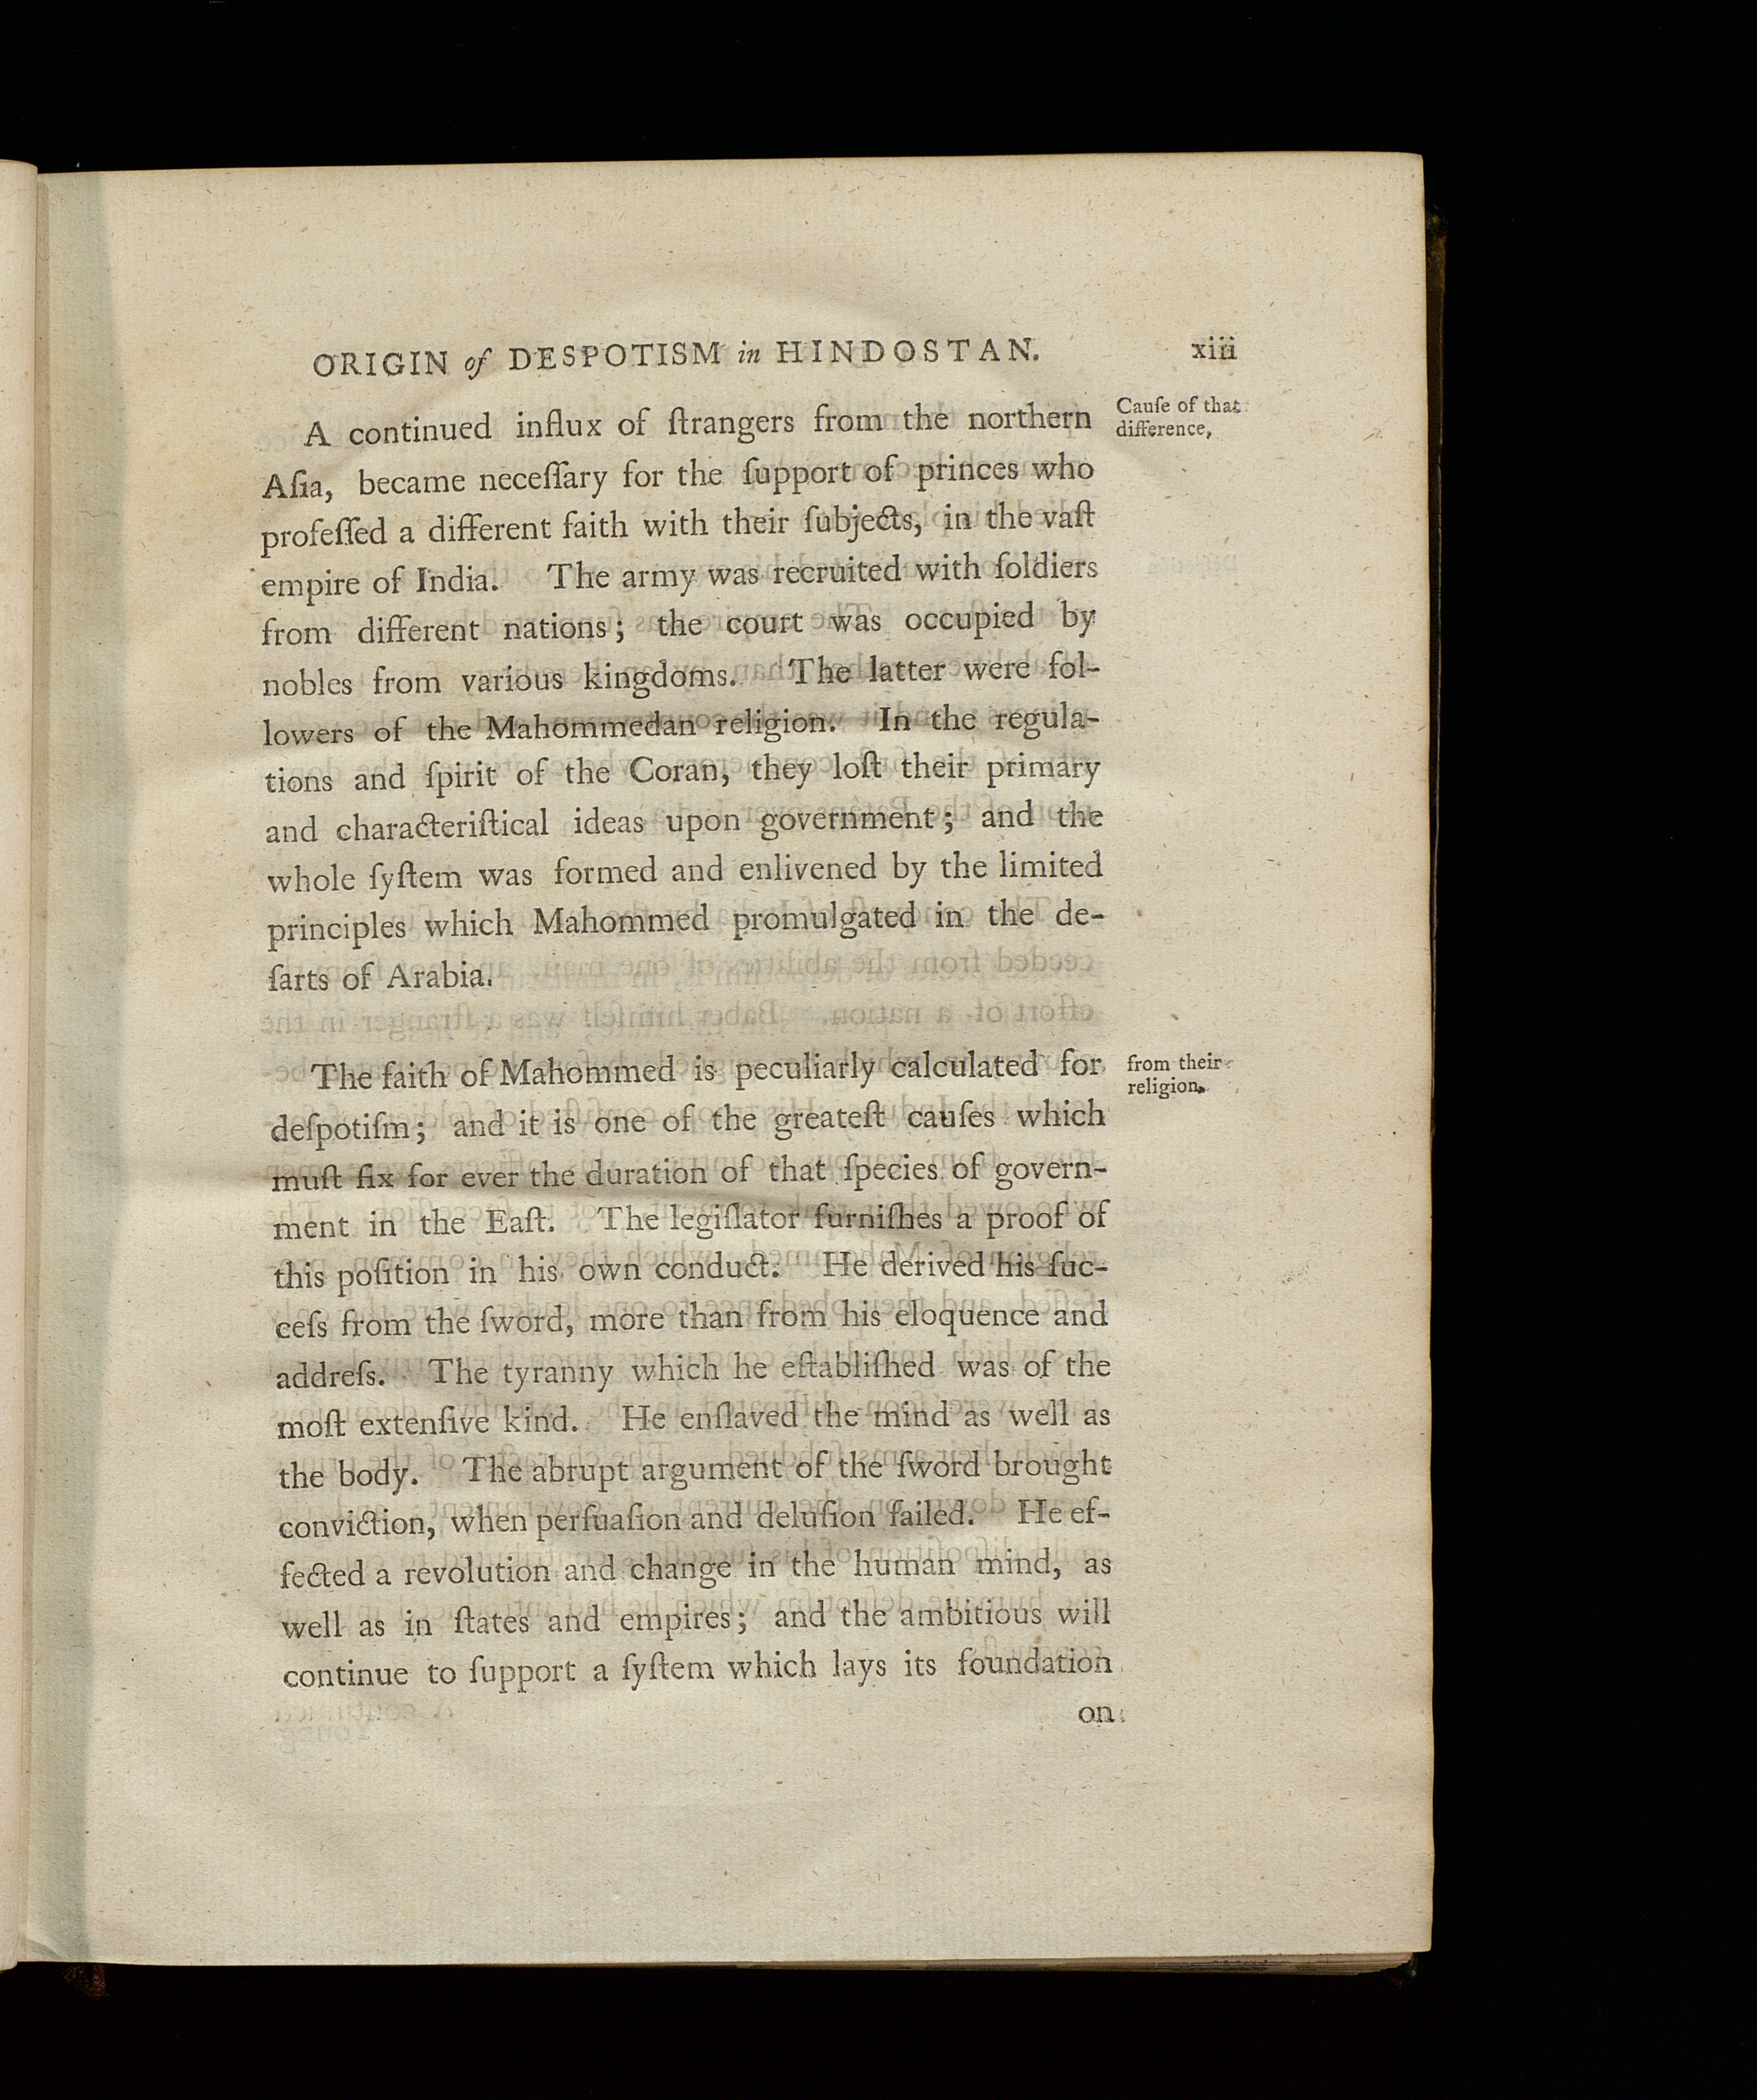 ORIGIN of DESPOTISM in HINDOSTAN. xiii
A continued influx of ſtrangers from the northern
Cauſe of that
difference,
Aſia, became neceſſary for the ſupport of princes who
profeſſed a different faith with their ſubjects, in the vaſt
empire of India. The army was recruited with ſoldiers
from different nations; the court was occupied by
nobles from various kingdoms. The latter were fol-
lowers of the Mahommedan religion. In the regula-
tions and ſpirit of the Coran, they loſt their primary
and characteriſtical ideas upon government; and the
whole ſyſtem was formed and enlivened by the limited
principles which Mahommed promulgated in the de-
ſarts of Arabia.
The faith of Mahommed is peculiarly calculated for
from their
religion.
deſpotiſm; and it is one of the greateſt cauſes which
muſt fix for ever the duration of that ſpecies of govern-
ment in the Eaſt. The legiſlator furniſhes a proof of
this poſition in his own conduct. He derived his ſuc-
ceſs from the ſword, more than from his eloquence and
addreſs. The tyranny which he eſtabliſhed was of the
moſt extenſive kind. He enſlaved the mind as well as
the body. The abrupt argument of the ſword brought
conviction, when perſuaſion and deluſion failed. He ef-
fected a revolution and change in the human mind, as
well as in ſtates and empires; and the ambitious will
continue to ſupport a ſyſtem which lays its foundation
on